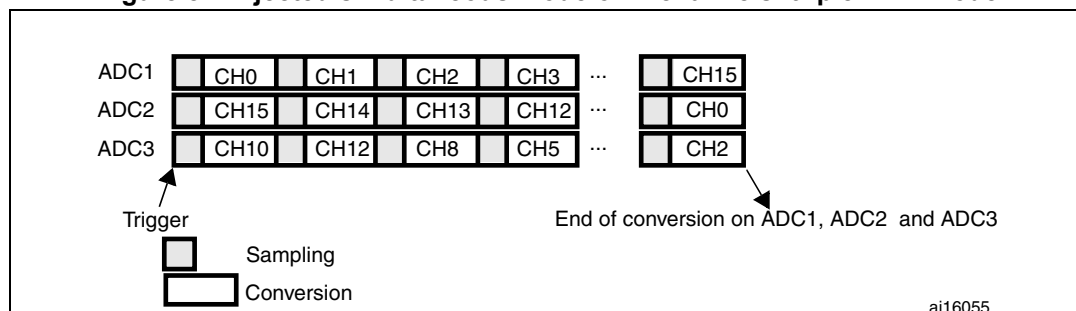 ADC1 CH0 CH1 CH2 CH3 ... CH15
ADC2 CH15 CH14 CH13 CH12 ... CH0
ADC3 CH10 CH12 CH8 CH5 ... CH2
Trigger
End of conversion on ADC1, ADC2 and ADC3
Sampling
Conversion
ai16055